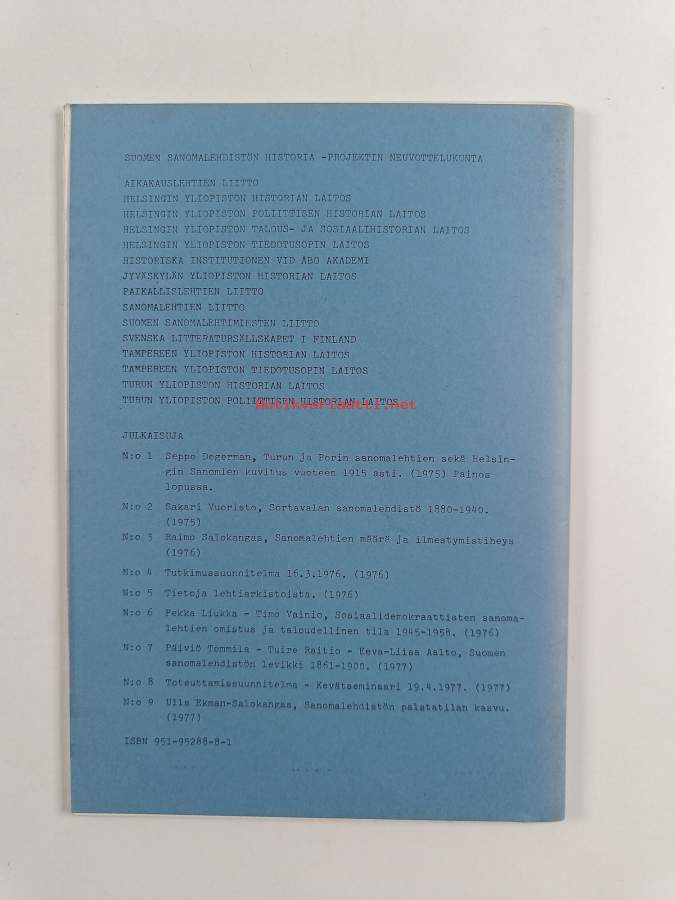 SUOMEN SANOMALEHDISTÖN HISTORIA -PROJEKTIN NEUVOTTELUKUNTA
AIKAKAUSLEHTIEN LIITTO
HELSINGIN YLIOPISTON HISTORIAN LAITOS
HELSINGIN YLIOPISTON POLIITTISEN HISTORIAN LAITOS
HELSINGIN YLIOPISTON TALOUS- JA SOSIAALIHISTORIAN LAITOS
HELSINGIN YLIOPISTON TIEDOTUSOPIN LAITOS
HISTORISKA INSTITUTIONEN VID ÅBO AKADEMI
JYVÄSKYLÄN YLIOPISTON HISTORIAN LAITOS
PAIKALLISLEHTIEN LIITTO
SANOMALEHTIEN LIITTO
SUOMEN SANOMALEHTIMIESTEN LIITTO
SVENSKA LITTERATURSÄLLSKAPET I FINLAND
TAMPEREEN YLIOPISTON HISTORIAN LAITOS
TAMPEREEN YLIOPISTON TIEDOTUSOPIN LAITOS
TURUN YLIOPISTON HISTORIAN LAITOS
TURUN YLIOPISTON POLIITTISEN HISTORIAN LAITOS
Antikvariaatti.net
JULKAISUJA
N:o 1 Seppo Degerman, Turun ja Porin sanomalehtien sekä Helsin-
gin Sanomien kuvitus vuoteen 1915 asti. (1975) Painos
lopussa.
N:o 2 Sakari Vuoristo, Sortavalan sanomalehdistö 1880-1940.
(1975)
N:o 3 Raimo Salokangas, Sanomalehtien määrä ja ilmestymistiheys
(1976)
N:o 4 Tutkimussuunnitelma 16.3.1976. (1976)
N:o 5 Tietoja lehtiarkistoista. (1976)
N:o 6 Pekka Liukka - Timo Vainio, Sosiaalidemokraattisten sanoma-
lehtien omistus ja taloudellinen tila 1945-1958. (1976)
N:o 7 Päiviö Tommila - Tuire Raitio - Eeva-Liisa Aalto, Suomen
sanomalehdistön levikki 1861-1900. (1977)
N:o 8 Toteuttamissuunnitelma - Kevätseminaari 19.4.1977. (1977)
N:o 9 Ulla Ekman-Salokangas, Sanomalehdistön palstatilan kasvu.
(1977)
ISBN 951-95288-8-1